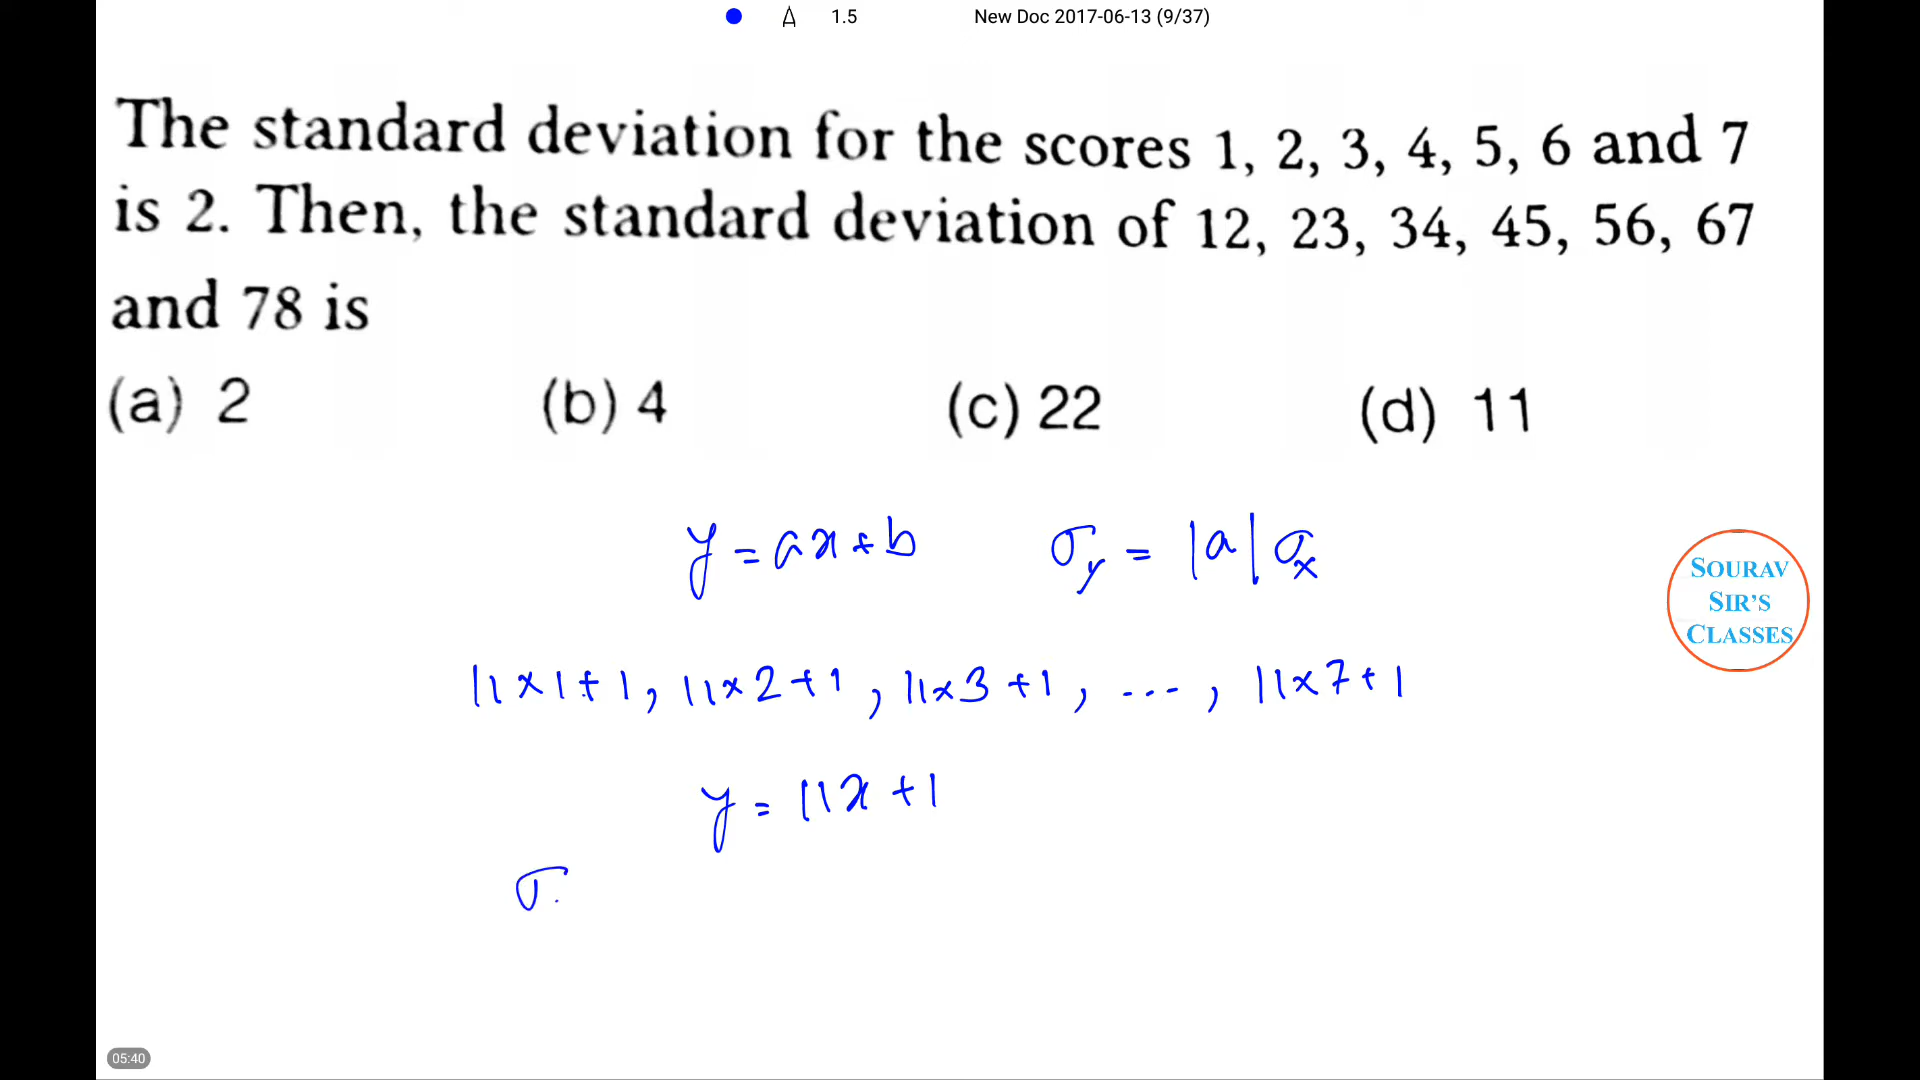 A 1.5 New Doc 2017-06-13 (9/37)
The standard deviation for the scores 1, 2, 3, 4, 5, 6 and 7
is 2. Then, the standard deviation of 12, 23, 34, 45, 56, 67
and 78 is
(a) 2 (b) 4 (c) 22 (d) 11
y = ax + b σy = |a| σx
SOURAV
SIR'S
CLASSES
11×1+1, 11×2+1, 11×3+1, ..., 11×7+1
y = 11x + 1
σ
05:40